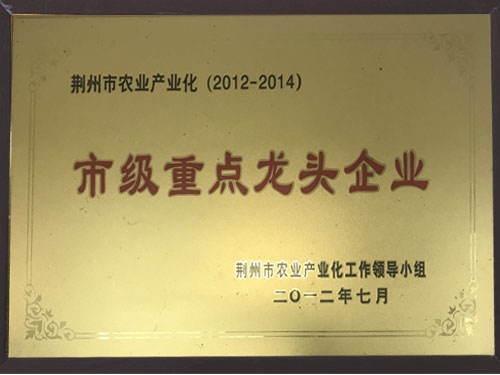 荆州市农业产业化（2012-2014）
市级重点龙头企业
荆州市农业产业化工作领导小组
二〇一二年七月